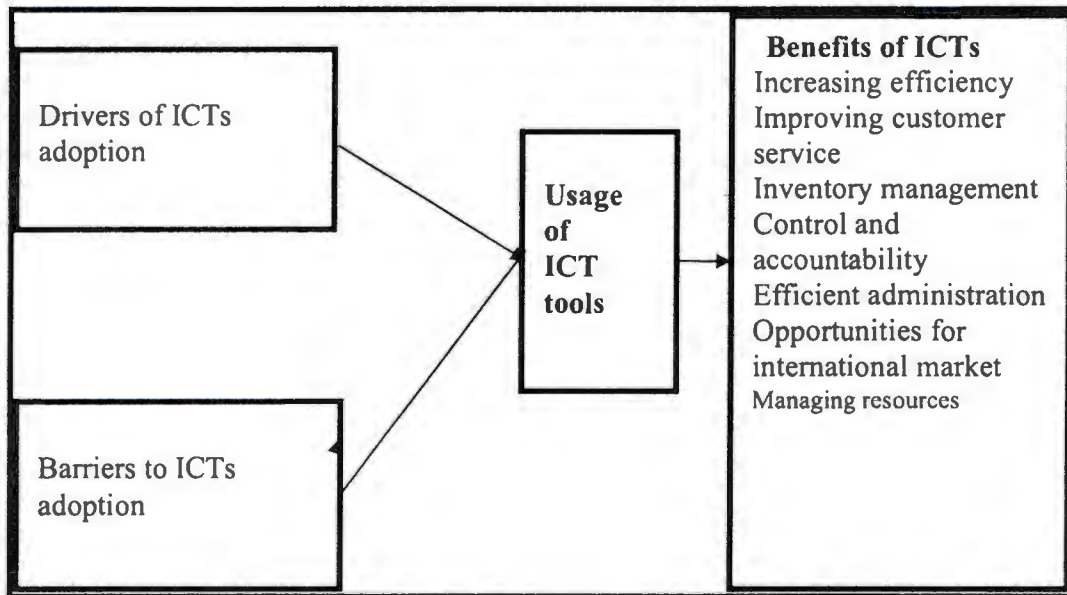 Drivers of ICTs
adoption
Barriers to ICTs
adoption
Usage
of
ICT
tools
Benefits of ICTs
Increasing efficiency
Improving customer
service
Inventory management
Control and
accountability
Efficient administration
Opportunities for
international market
Managing resources